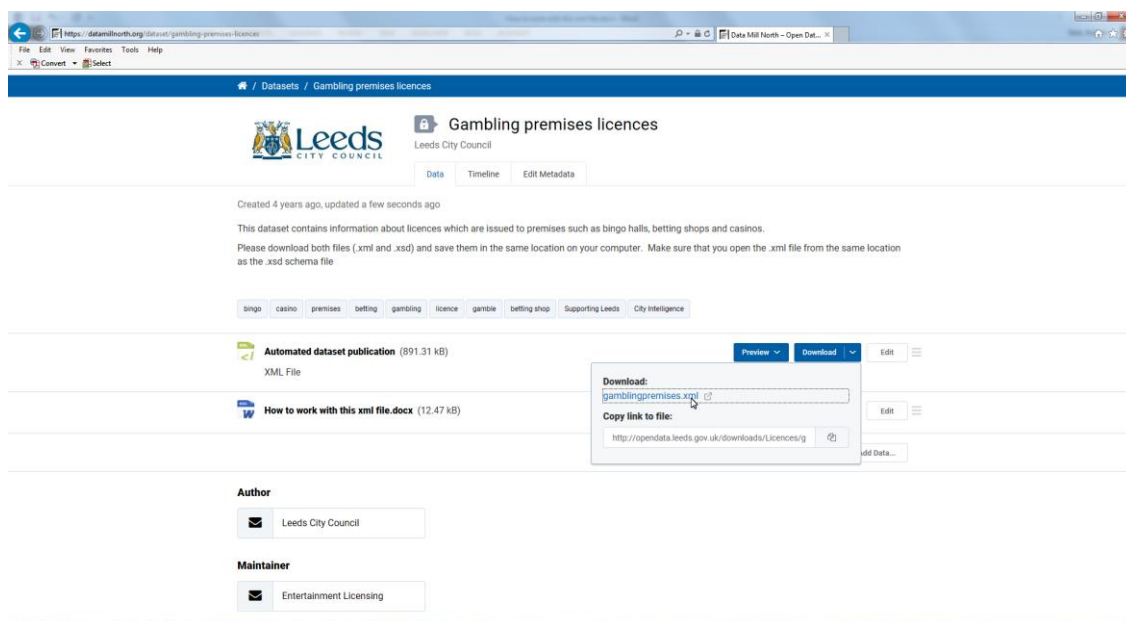 https://datamillnorth.org/dataset/gambling-premises-licences
Data Mill North – Open Dat...
File Edit View Favorites Tools Help
Convert Select
/ Datasets / Gambling premises licences
Leeds
CITY COUNCIL
Gambling premises licences
Leeds City Council
Data Timeline Edit Metadata
Created 4 years ago, updated a few seconds ago
This dataset contains information about licences which are issued to premises such as bingo halls, betting shops and casinos.
Please download both files (.xml and .xsd) and save them in the same location on your computer. Make sure that you open the .xml file from the same location
as the .xsd schema file
bingo casino premises betting gambling licence gamble betting shop Supporting Leeds City Intelligence
Automated dataset publication (891.31 kB)
Preview Download Edit
XML File
Download:
gamblingpremises.xml
How to work with this xml file.docx (12.47 kB)
Edit
Copy link to file:
http://opendata.leeds.gov.uk/downloads/Licences/g
Add Data...
Author
Leeds City Council
Maintainer
Entertainment Licensing